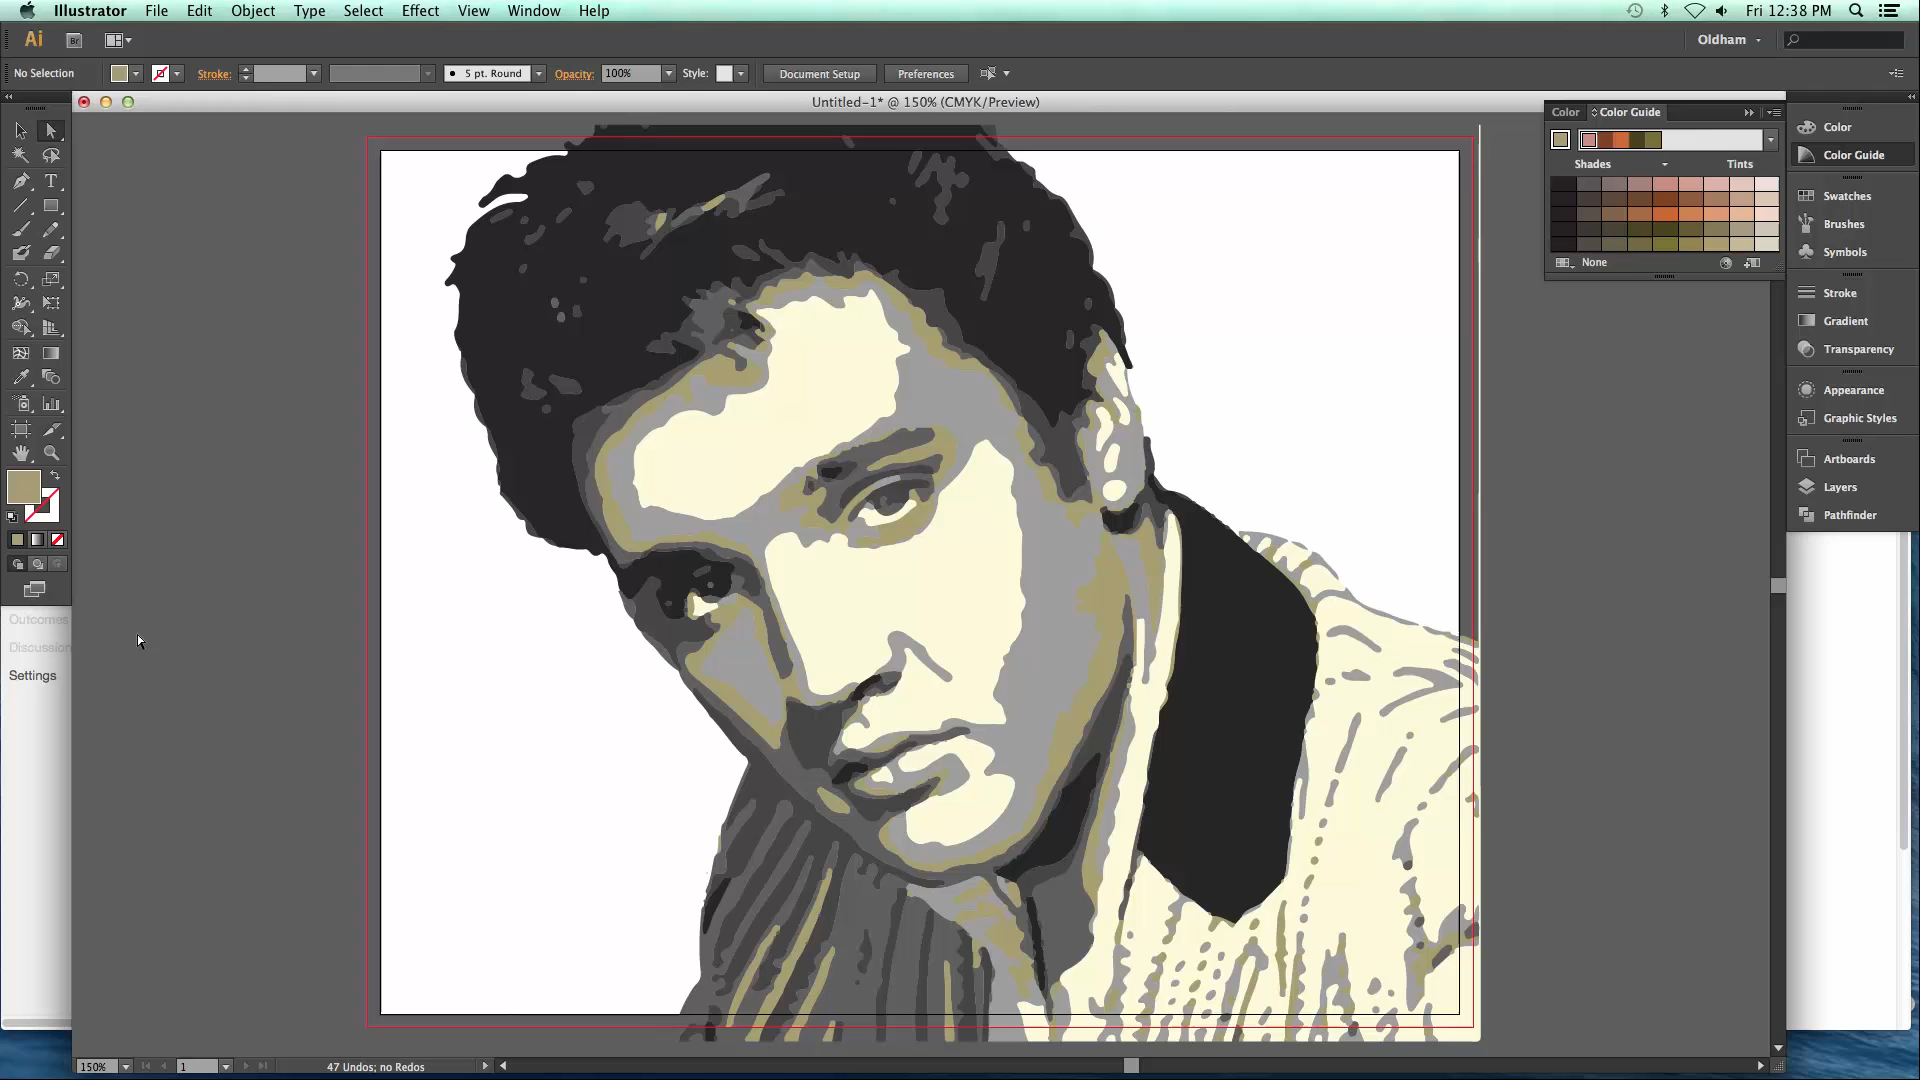 Illustrator File Edit Object Type Select Effect View Window Help Fri 12:38 PM
Ai Br Oldham
No Selection Stroke: 5 pt. Round Opacity: 100% Style: Document Setup Preferences
Untitled-1* @ 150% (CMYK/Preview)
Color Color Guide
Shades Tints
None
Color
Color Guide
Swatches
Brushes
Symbols
Stroke
Gradient
Transparency
Appearance
Graphic Styles
Artboards
Layers
Pathfinder
Outcomes
Discussion
Settings
150% 1 47 Undos; no Redos